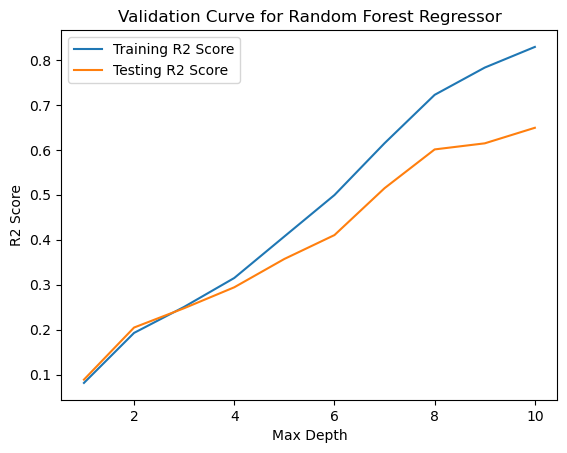 Validation Curve for Random Forest Regressor
Training R2 Score
Testing R2 Score
R2 Score
0.8
0.7
0.6
0.5
0.4
0.3
0.2
0.1
2 4 6 8 10
Max Depth